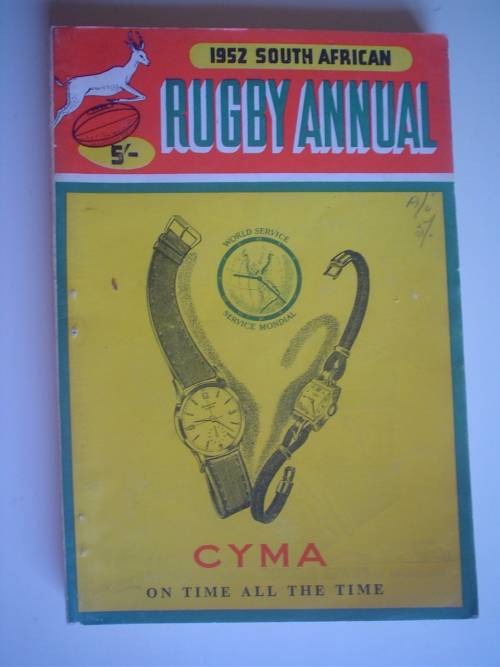 1952 SOUTH AFRICAN
RUGBY ANNUAL
5/-
WORLD SERVICE
SERVICE MONDIAL
CYMA
ON TIME ALL THE TIME